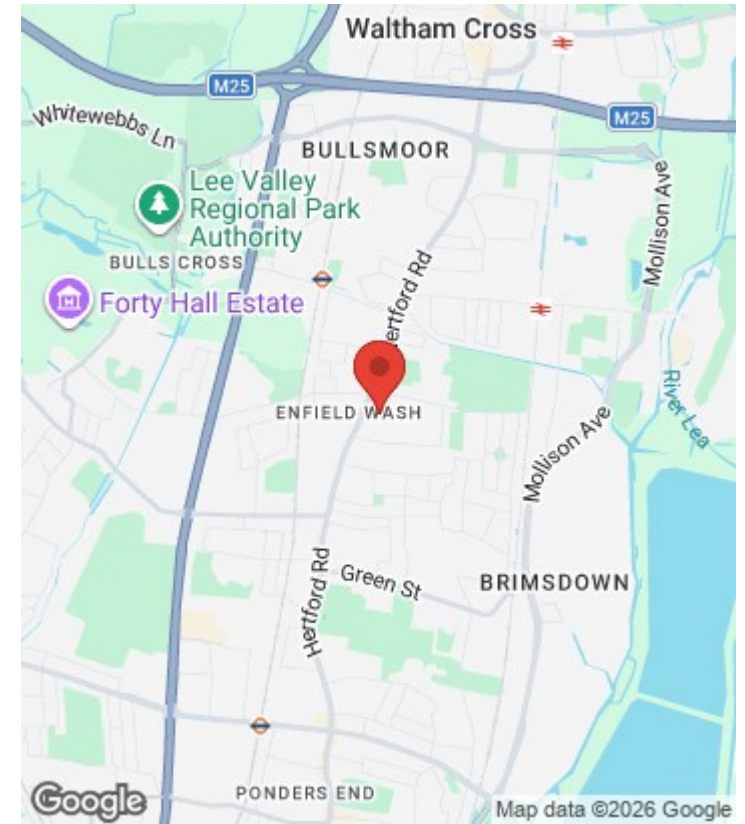 Waltham Cross
M25
M25
Whitewebbs Ln
BULLSMOOR
Lee Valley
Regional Park
Authority
Mollison Ave
BULLS CROSS
Forty Hall Estate
Hertford Rd
River Lea
ENFIELD WASH
Mollison Ave
Hertford Rd
Green St
BRIMSDOWN
PONDERS END
Google
Map data ©2026 Google